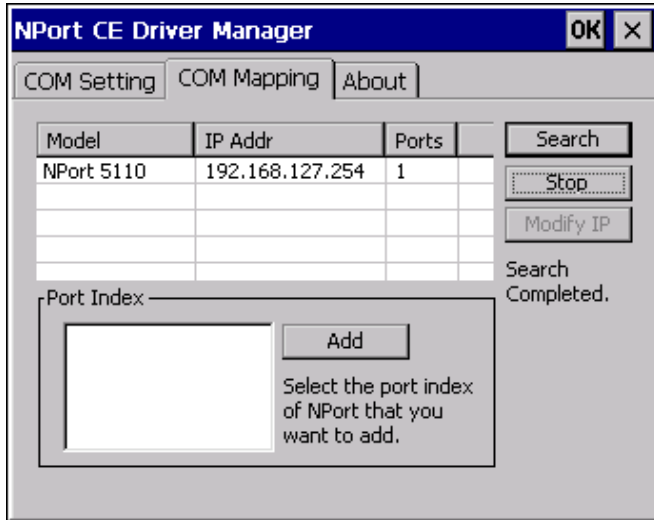 NPort CE Driver Manager OK ×
COM Setting COM Mapping About
Model IP Addr Ports Search
NPort 5110 192.168.127.254 1
Stop
Modify IP
Search
Completed.
Port Index
Add
Select the port index
of NPort that you
want to add.